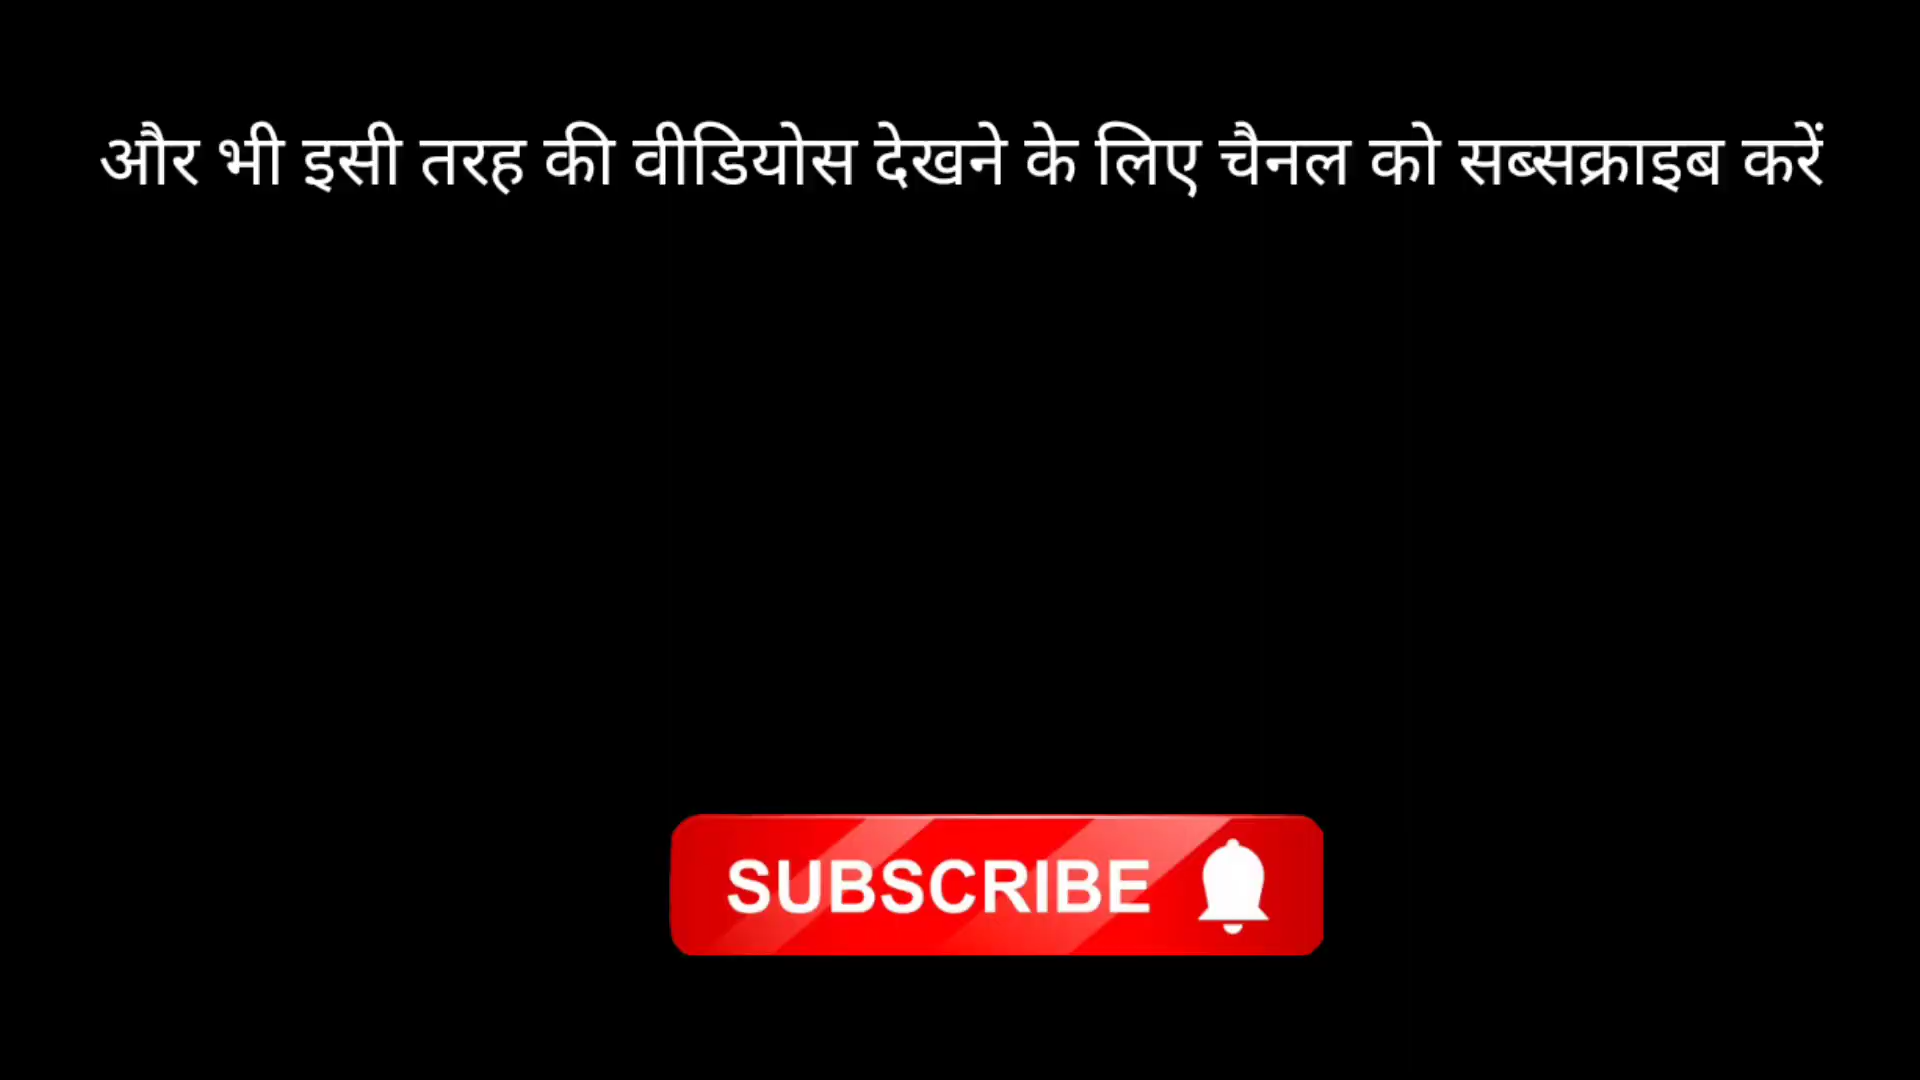 और भी इसी तरह की वीडियोस देखने के लिए चैनल को सब्सक्राइब करें
SUBSCRIBE